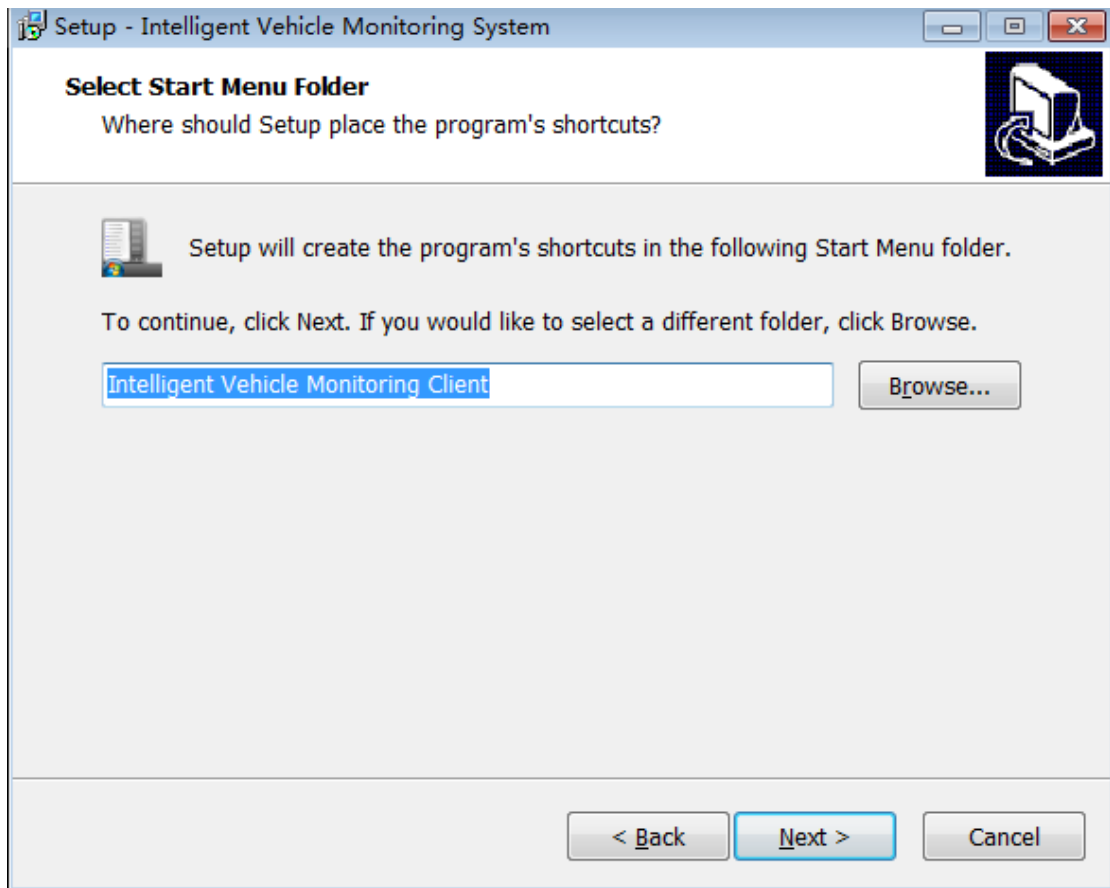 Setup - Intelligent Vehicle Monitoring System
Select Start Menu Folder
Where should Setup place the program's shortcuts?
Setup will create the program's shortcuts in the following Start Menu folder.
To continue, click Next. If you would like to select a different folder, click Browse.
Intelligent Vehicle Monitoring Client
Browse...
< Back
Next >
Cancel